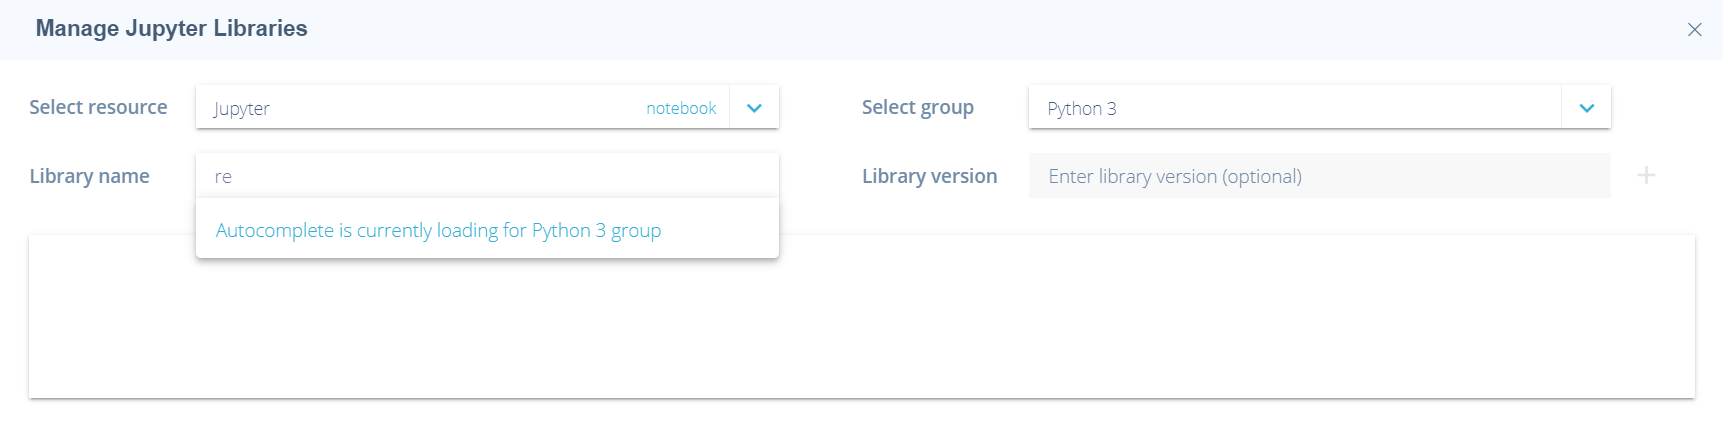 Manage Jupyter Libraries
Select resource Jupyter notebook Select group Python 3
Library name re Library version Enter library version (optional)
Autocomplete is currently loading for Python 3 group